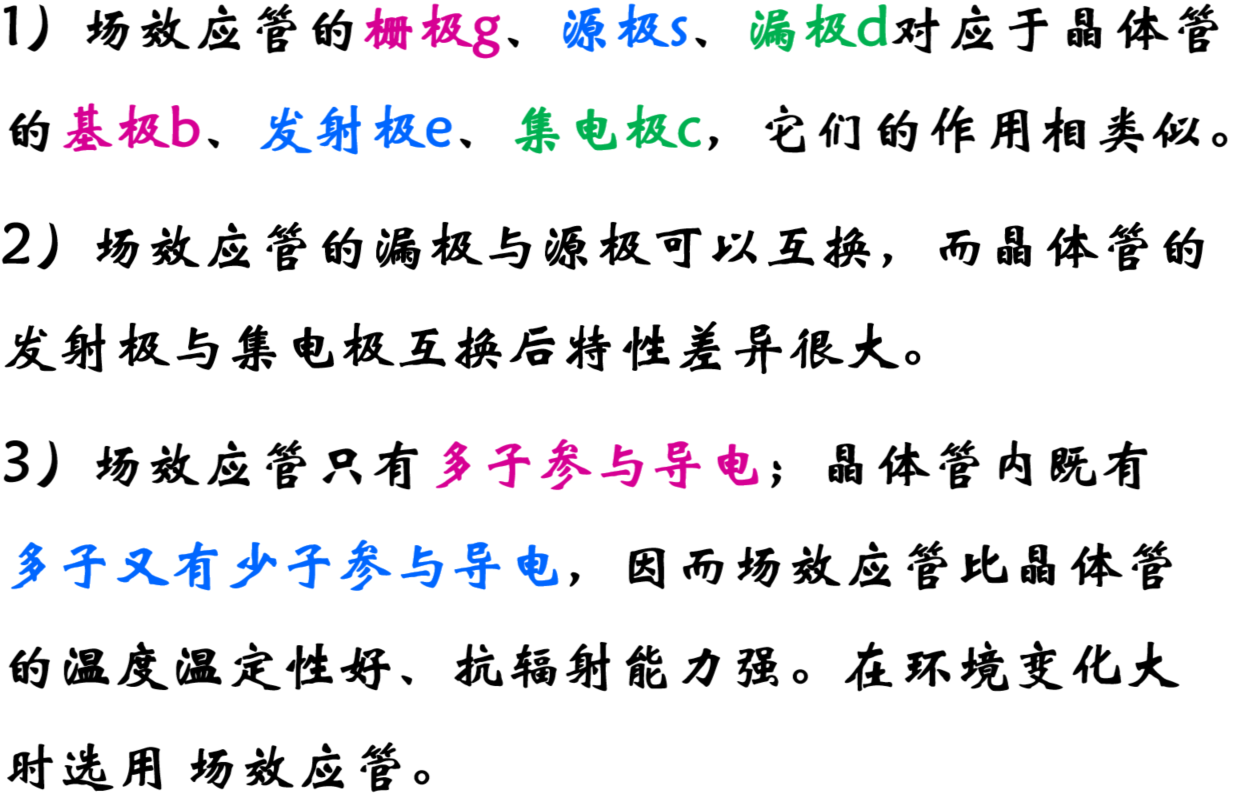 1）场效应管的栅极g、源极s、漏极d对应于晶体管
的基极b、发射极e、集电极c，它们的作用相类似。
2）场效应管的漏极与源极可以互换，而晶体管的
发射极与集电极互换后特性差异很大。
3）场效应管只有多子参与导电；晶体管内既有
多子又有少子参与导电，因而场效应管比晶体管
的温度温定性好、抗辐射能力强。在环境变化大
时选用 场效应管。